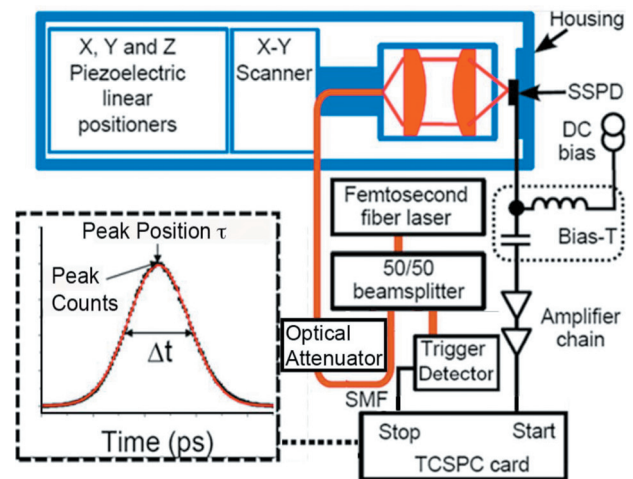 X, Y and Z
Piezoelectric
linear
positioners
X-Y
Scanner
Housing
SSPD
DC
bias
Bias-T
Femtosecond
fiber laser
50/50
beamsplitter
Optical
Attenuator
Trigger
Detector
Amplifier
chain
SMF
Stop
Start
TCSPC card
Peak Position τ
Peak
Counts
Δt
Time (ps)